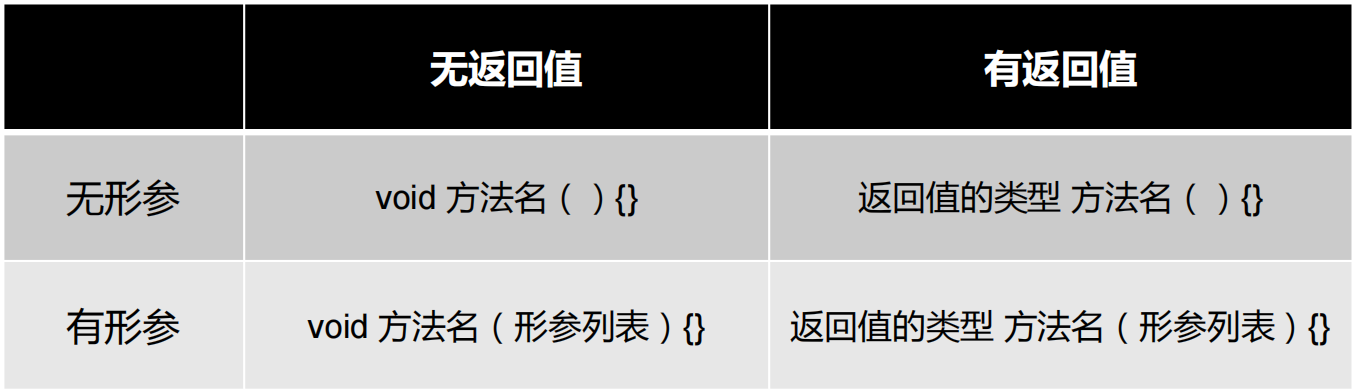 无返回值 有返回值
无形参 void 方法名（ ）{} 返回值的类型 方法名（ ）{}
有形参 void 方法名（形参列表）{} 返回值的类型 方法名（形参列表）{}